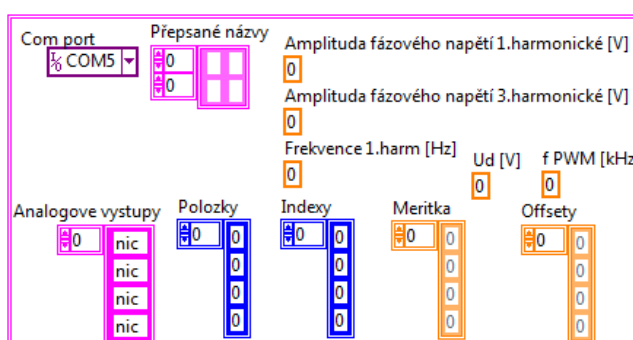 Com port
COM5
Přepsané názvy
0
0
Amplituda fázového napětí 1.harmonické [V]
0
Amplituda fázového napětí 3.harmonické [V]
0
Frekvence 1.harm [Hz]
0
Ud [V]
0
f PWM [kHz
0
Analogove vystupy
0
nic
nic
nic
nic
Polozky
0
0
0
0
0
Indexy
0
0
0
0
0
Meritka
0
0
0
0
0
Offsety
0
0
0
0
0